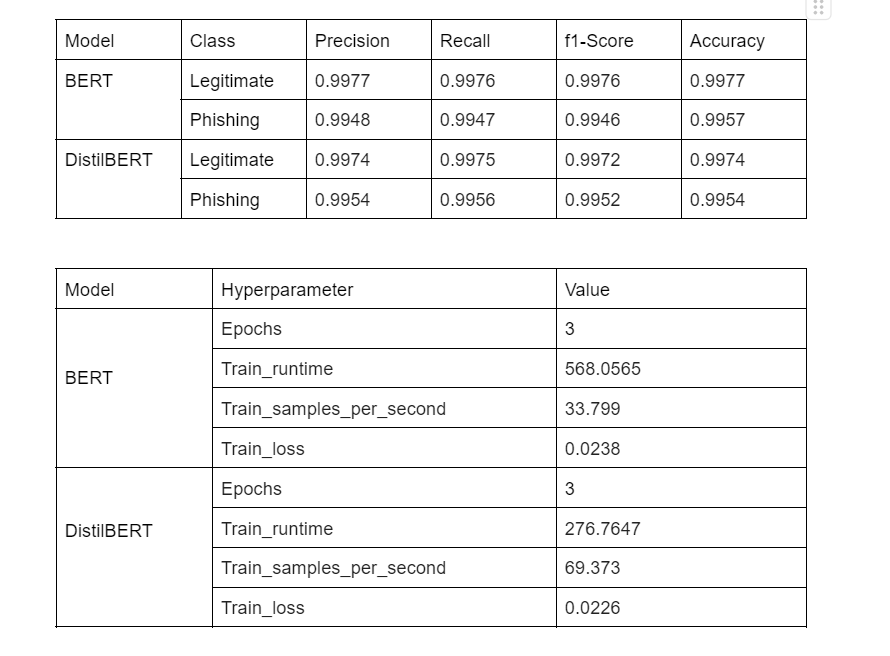 Model Class Precision Recall f1-Score Accuracy
BERT Legitimate 0.9977 0.9976 0.9976 0.9977
Phishing 0.9948 0.9947 0.9946 0.9957
DistilBERT Legitimate 0.9974 0.9975 0.9972 0.9974
Phishing 0.9954 0.9956 0.9952 0.9954
Model Hyperparameter Value
BERT
Epochs 3
Train_runtime 568.0565
Train_samples_per_second 33.799
Train_loss 0.0238
DistilBERT
Epochs 3
Train_runtime 276.7647
Train_samples_per_second 69.373
Train_loss 0.0226